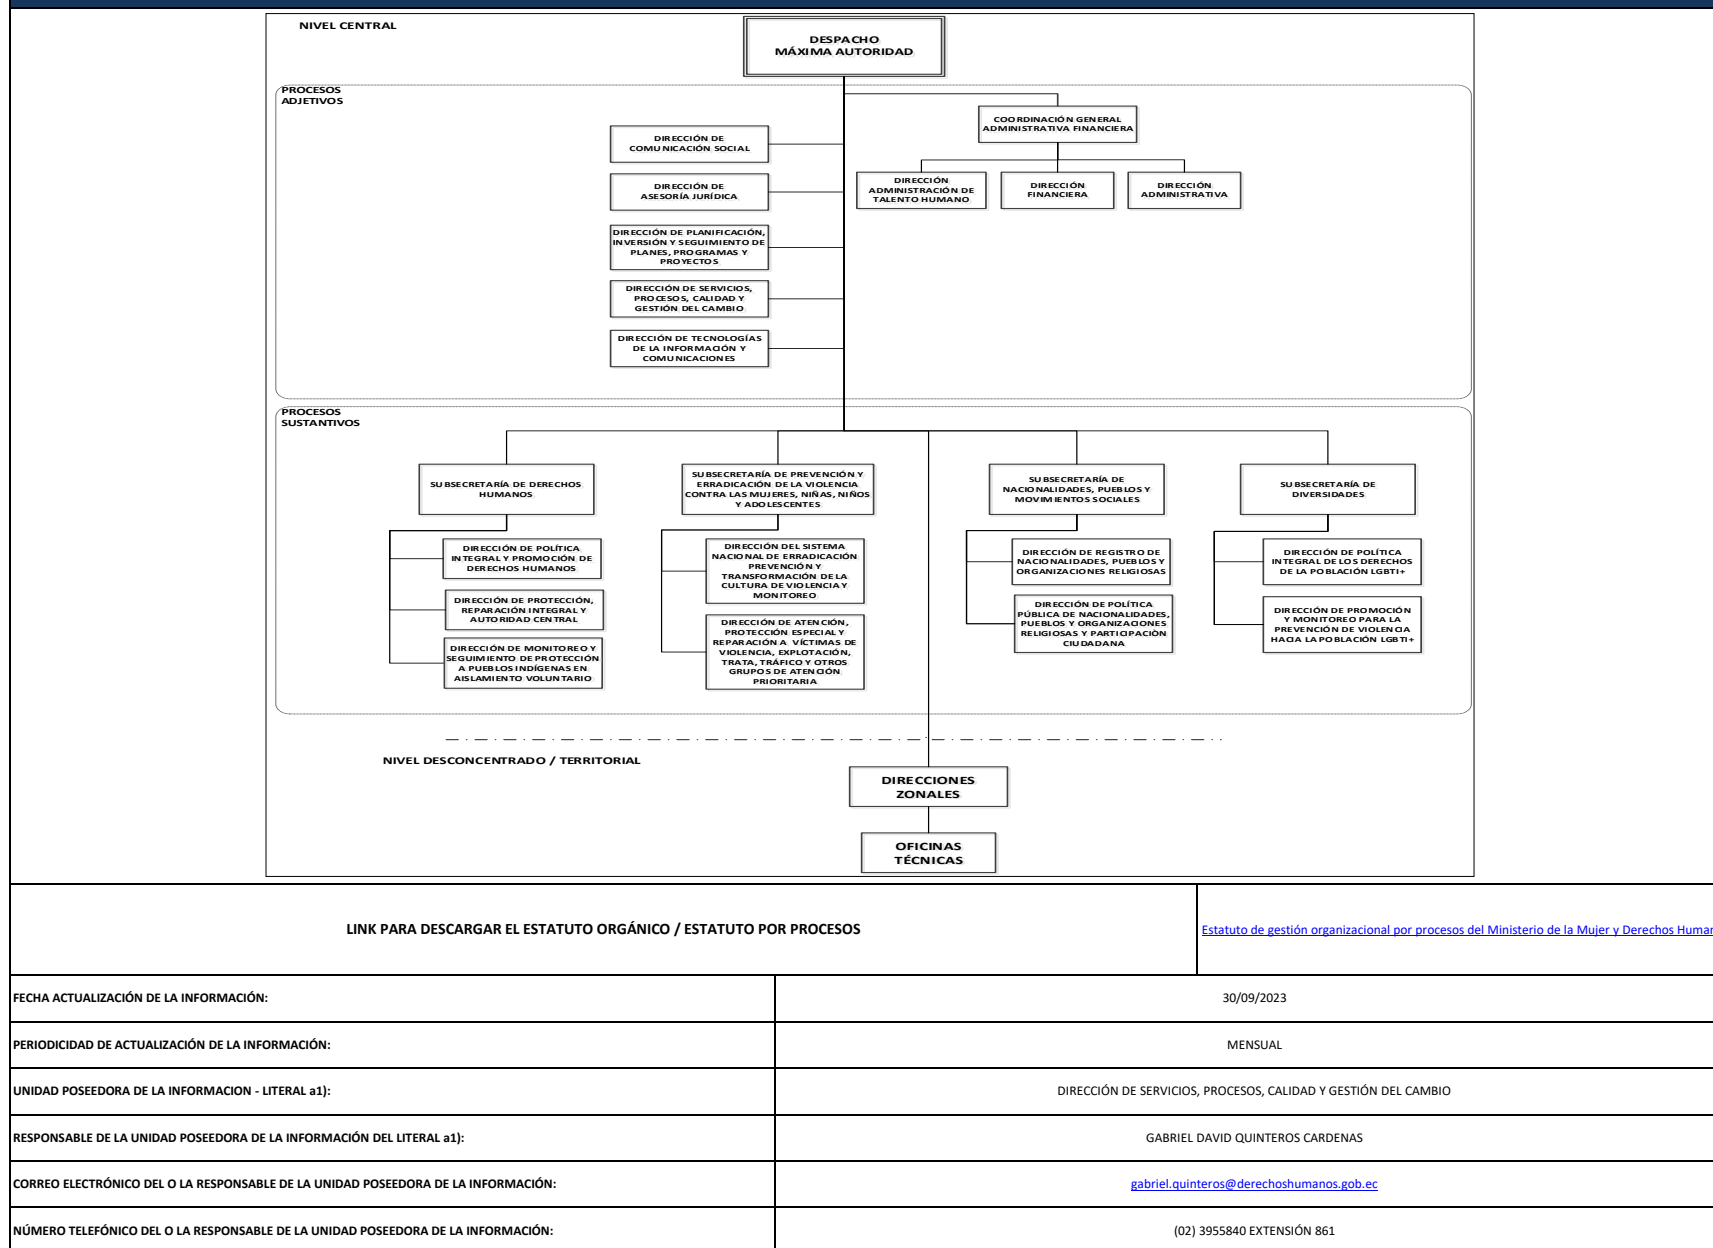 NIVEL CENTRAL
DESPACHO
MÁXIMA AUTORIDAD
PROCESOS
ADJETIVOS
COORDINACIÓN GENERAL
ADMINISTRATIVA FINANCIERA
DIRECCIÓN DE
COMUNICACIÓN SOCIAL
DIRECCIÓN
ADMINISTRACIÓN DE
TALENTO HUMANO
DIRECCIÓN
FINANCIERA
DIRECCIÓN
ADMINISTRATIVA
DIRECCIÓN DE
ASESORÍA JURÍDICA
DIRECCIÓN DE PLANIFICACIÓN,
INVERSIÓN Y SEGUIMIENTO DE
PLANES, PROGRAMAS Y
PROYECTOS
DIRECCIÓN DE SERVICIOS,
PROCESOS, CALIDAD Y
GESTIÓN DEL CAMBIO
DIRECCIÓN DE TECNOLOGÍAS
DE LA INFORMACIÓN Y
COMUNICACIONES
PROCESOS
SUSTANTIVOS
SUBSECRETARÍA DE DERECHOS
HUMANOS
SUBSECRETARÍA DE PREVENCIÓN Y
ERRADICACIÓN DE LA VIOLENCIA
CONTRA LAS MUJERES, NIÑAS, NIÑOS
Y ADOLESCENTES
SUBSECRETARÍA DE
NACIONALIDADES, PUEBLOS Y
MOVIMIENTOS SOCIALES
SUBSECRETARÍA DE
DIVERSIDADES
DIRECCIÓN DE POLÍTICA
INTEGRAL Y PROMOCIÓN DE
DERECHOS HUMANOS
DIRECCIÓN DEL SISTEMA
NACIONAL DE ERRADICACIÓN
PREVENCIÓN Y
TRANSFORMACIÓN DE LA
CULTURA DE VIOLENCIA Y
MONITOREO
DIRECCIÓN DE REGISTRO DE
NACIONALIDADES, PUEBLOS Y
ORGANIZACIONES RELIGIOSAS
DIRECCIÓN DE POLÍTICA
INTEGRAL DE LOS DERECHOS
DE LA POBLACIÓN LGBTI+
DIRECCIÓN DE PROTECCIÓN,
REPARACIÓN INTEGRAL Y
AUTORIDAD CENTRAL
DIRECCIÓN DE ATENCIÓN,
PROTECCIÓN ESPECIAL Y
REPARACIÓN A VÍCTIMAS DE
VIOLENCIA, EXPLOTACIÓN,
TRATA, TRÁFICO Y OTROS
GRUPOS DE ATENCIÓN
PRIORITARIA
DIRECCIÓN DE POLÍTICA
PÚBLICA DE NACIONALIDADES,
PUEBLOS Y ORGANIZACIONES
RELIGIOSAS Y PARTICIPACIÒN
CIUDADANA
DIRECCIÓN DE PROMOCIÓN
Y MONITOREO PARA LA
PREVENCIÓN DE VIOLENCIA
HACIA LA POBLACIÓN LGBTI+
DIRECCIÓN DE MONITOREO Y
SEGUIMIENTO DE PROTECCIÓN
A PUEBLOS INDÍGENAS EN
AISLAMIENTO VOLUNTARIO
NIVEL DESCONCENTRADO / TERRITORIAL
DIRECCIONES
ZONALES
OFICINAS
TÉCNICAS
LINK PARA DESCARGAR EL ESTATUTO ORGÁNICO / ESTATUTO POR PROCESOS
Estatuto de gestión organizacional por procesos del Ministerio de la Mujer y Derechos Human
FECHA ACTUALIZACIÓN DE LA INFORMACIÓN:
30/09/2023
PERIODICIDAD DE ACTUALIZACIÓN DE LA INFORMACIÓN:
MENSUAL
UNIDAD POSEEDORA DE LA INFORMACION - LITERAL a1):
DIRECCIÓN DE SERVICIOS, PROCESOS, CALIDAD Y GESTIÓN DEL CAMBIO
RESPONSABLE DE LA UNIDAD POSEEDORA DE LA INFORMACIÓN DEL LITERAL a1):
GABRIEL DAVID QUINTEROS CARDENAS
CORREO ELECTRÓNICO DEL O LA RESPONSABLE DE LA UNIDAD POSEEDORA DE LA INFORMACIÓN:
gabriel.quinteros@derechoshumanos.gob.ec
NÚMERO TELEFÓNICO DEL O LA RESPONSABLE DE LA UNIDAD POSEEDORA DE LA INFORMACIÓN:
(02) 3955840 EXTENSIÓN 861